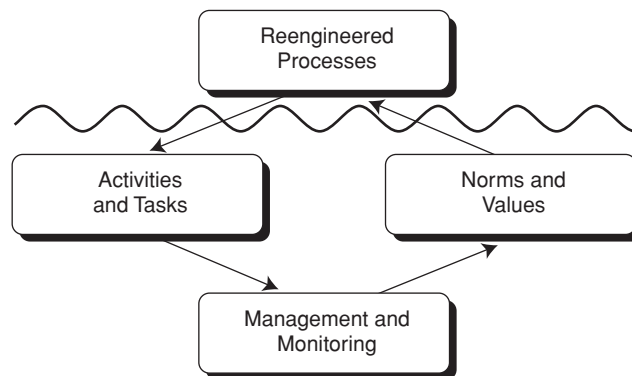 Reengineered
Processes
Activities
and Tasks
Norms and
Values
Management and
Monitoring